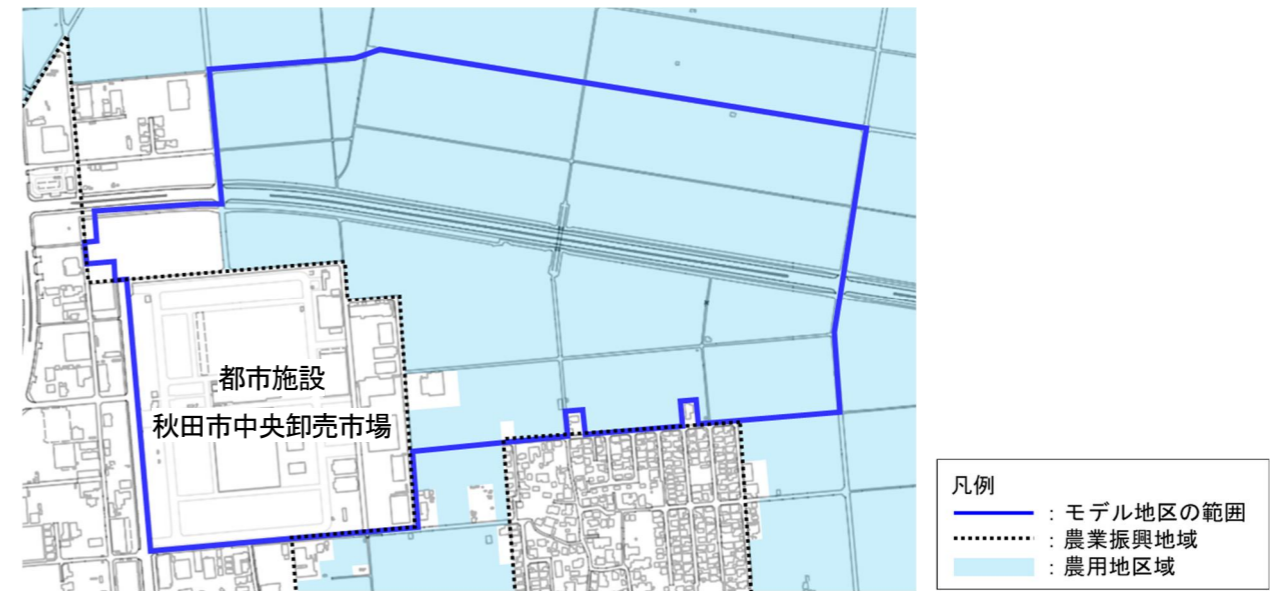 都市施設
秋田市中央卸売市場
凡例
：モデル地区の範囲
：農業振興地域
：農用地区域